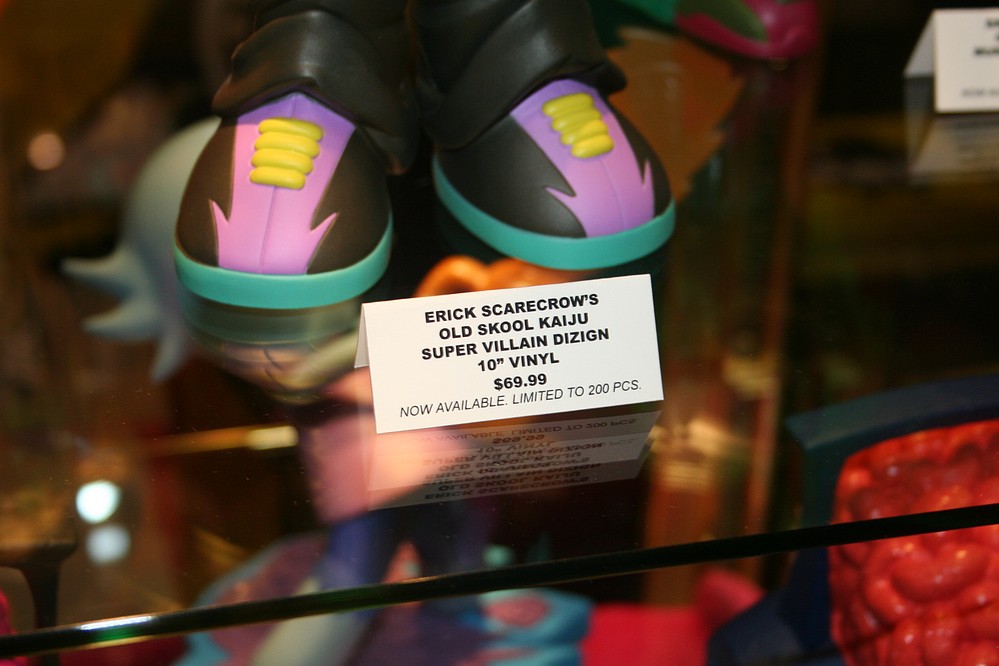 ERICK SCARECROW'S
OLD SKOOL KAIJU
SUPER VILLAIN DIZIGN
10" VINYL
$69.99
NOW AVAILABLE. LIMITED TO 200 PCS.